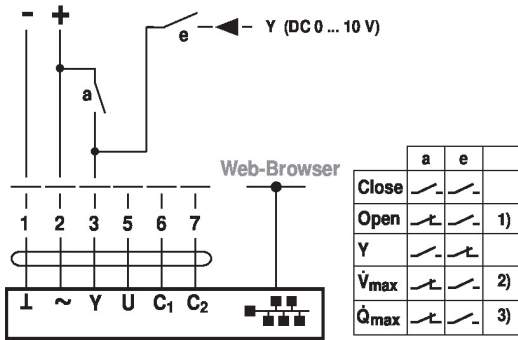 - +
e
Y (DC 0 ... 10 V)
a
Web-Browser
1 2 3 5 6 7
⊥ ~ Y U C1 C2
a e
Close
Open 1)
Y
V̇max 2)
Q̇max 3)